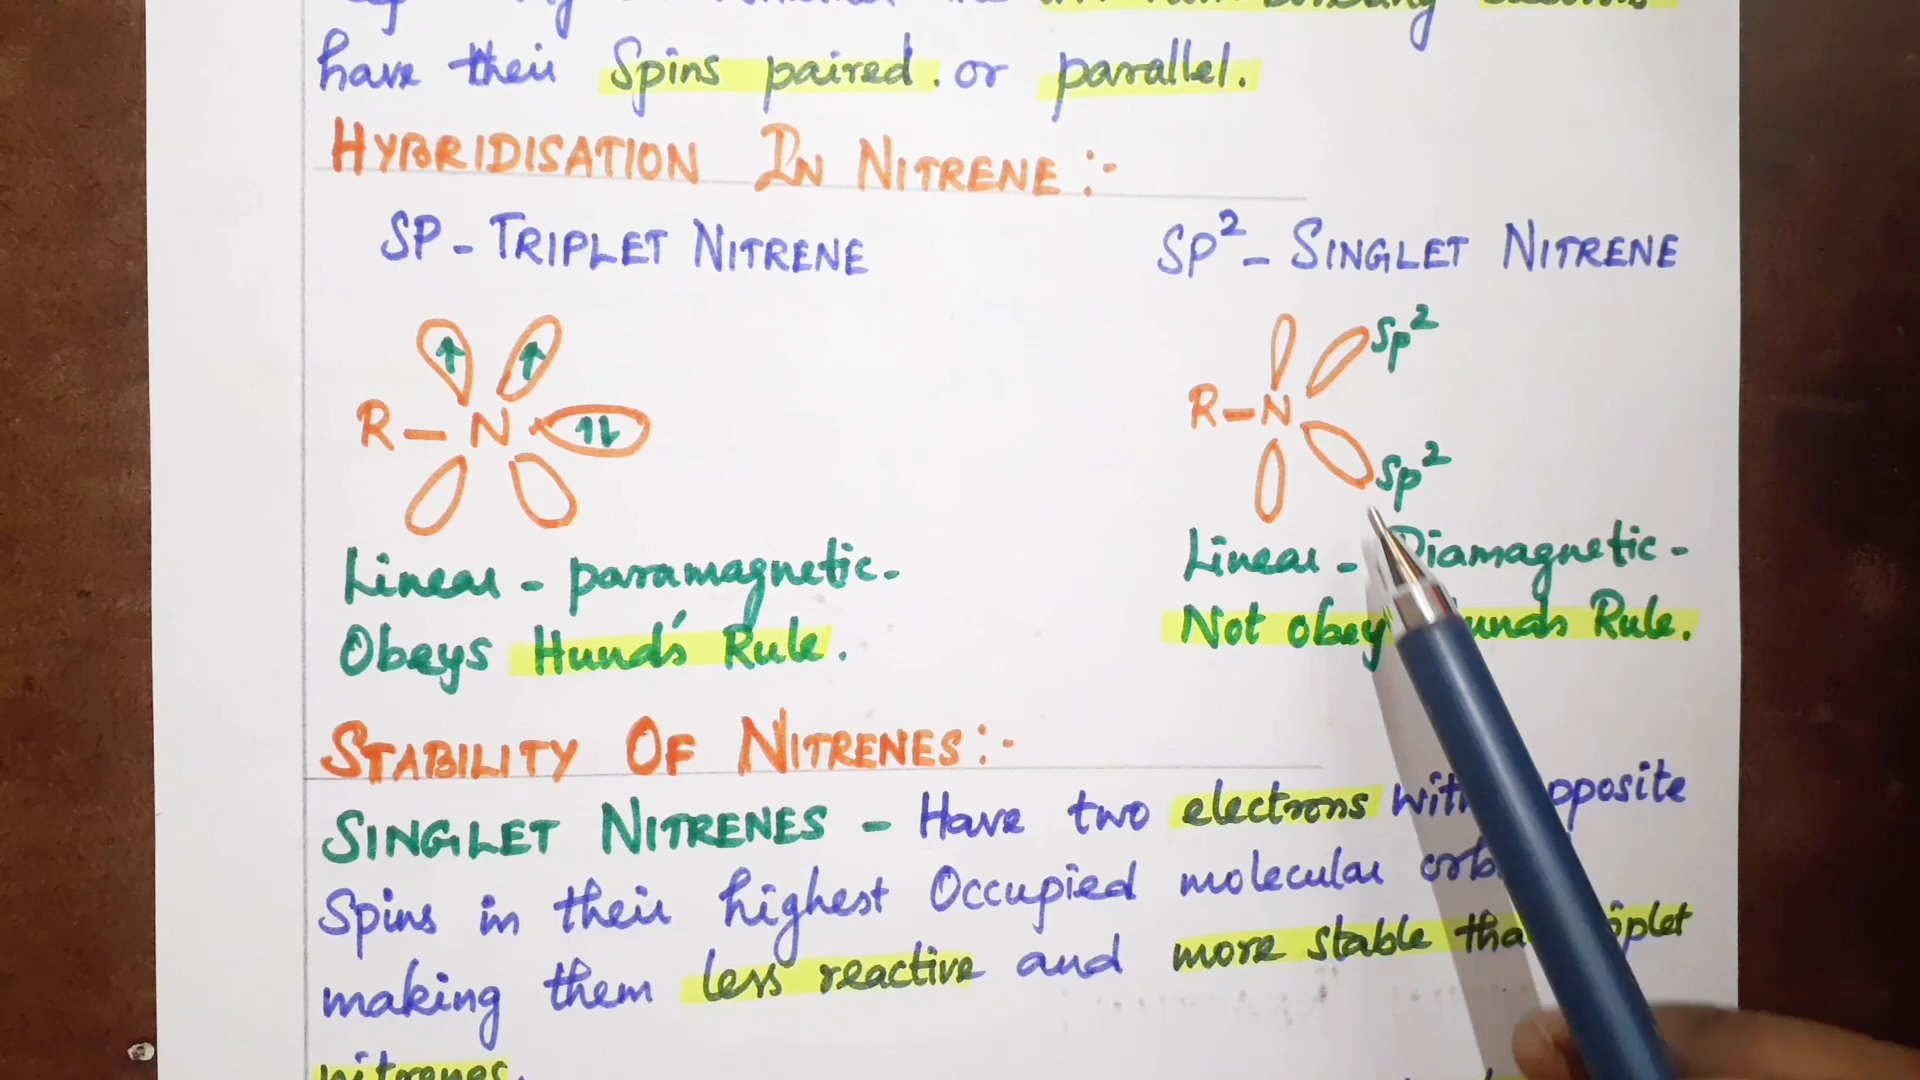 have their Spins paired. or parallel.
HYBRIDISATION IN NITRENE :-
SP - TRIPLET NITRENE
SP² - SINGLET NITRENE
R - N
↑ ↑ ↑↓
R - N
Sp²
Sp²
Linear - paramagnetic.
Obeys Hund's Rule.
Linear - Diamagnetic -
Not obey Rule.
STABILITY OF NITRENES :-
SINGLET NITRENES - Have two electrons with opposite
Spins in their highest Occupied molecular
making them less reactive and more stable
nitrenes.